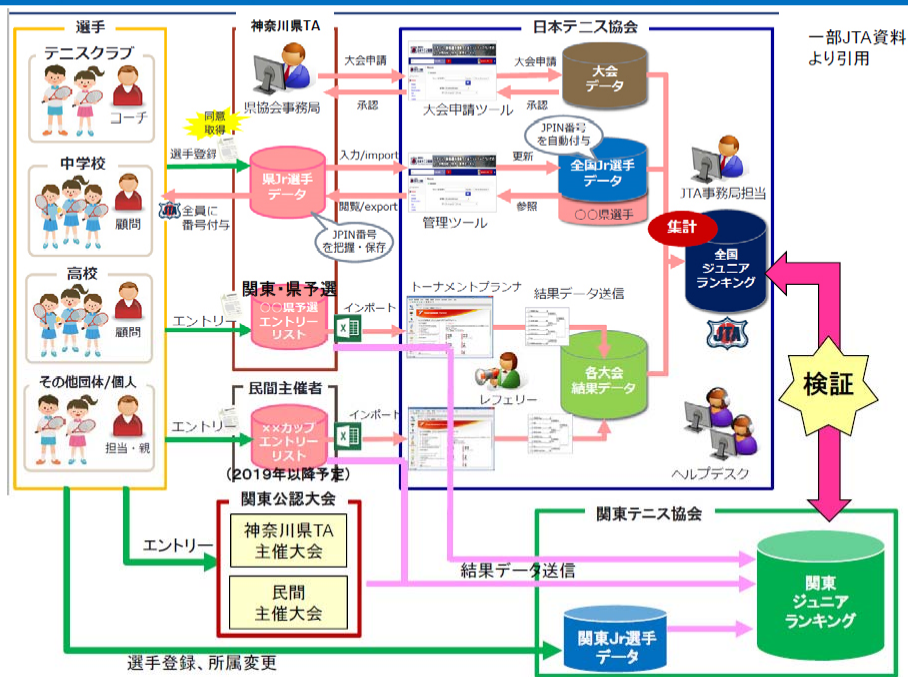 選手
神奈川県TA
日本テニス協会
一部JTA資料
より引用
テニスクラブ
コーチ
県協会事務局
大会申請
承認
大会申請ツール
大会申請
承認
大会
データ
同意
取得
選手登録
中学校
顧問
全員に
番号付与
県Jr選手
データ
入力/import
閲覧/export
JPIN番号
を把握・保存
管理ツール
更新
参照
JPIN番号
を自動付与
全国Jr選手
データ
〇〇県選手
JTA事務局担当
集計
全国
ジュニア
ランキング
JTA
高校
顧問
エントリー
関東・県予選
〇〇県予選
エントリー
リスト
インポート
トーナメントプランナ
結果データ送信
レフェリー
各大会
結果データ
検証
その他団体/個人
担当・親
エントリー
民間主催者
××カップ
エントリー
リスト
(2019年以降予定)
インポート
ヘルプデスク
関東公認大会
神奈川県TA
主催大会
民間
主催大会
エントリー
結果データ送信
関東テニス協会
関東
ジュニア
ランキング
関東Jr選手
データ
選手登録、所属変更